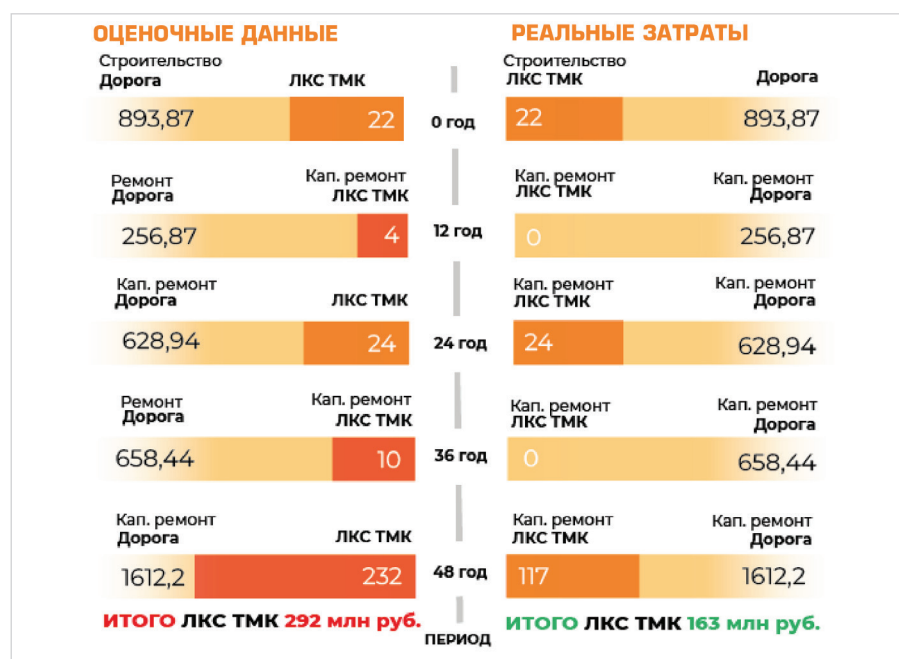 ОЦЕНОЧНЫЕ ДАННЫЕ
РЕАЛЬНЫЕ ЗАТРАТЫ
Строительство
Дорога
ЛКС ТМК
893,87
22
0 год
Строительство
ЛКС ТМК
Дорога
22
893,87
Ремонт
Дорога
Кап. ремонт
ЛКС ТМК
256,87
4
12 год
Кап. ремонт
ЛКС ТМК
Кап. ремонт
Дорога
0
256,87
Кап. ремонт
Дорога
ЛКС ТМК
628,94
24
24 год
Кап. ремонт
ЛКС ТМК
Кап. ремонт
Дорога
24
628,94
Ремонт
Дорога
Кап. ремонт
ЛКС ТМК
658,44
10
36 год
Кап. ремонт
ЛКС ТМК
Кап. ремонт
Дорога
0
658,44
Кап. ремонт
Дорога
ЛКС ТМК
1612,2
232
48 год
Кап. ремонт
ЛКС ТМК
Кап. ремонт
Дорога
117
1612,2
ИТОГО ЛКС ТМК 292 млн руб.
ПЕРИОД
ИТОГО ЛКС ТМК 163 млн руб.